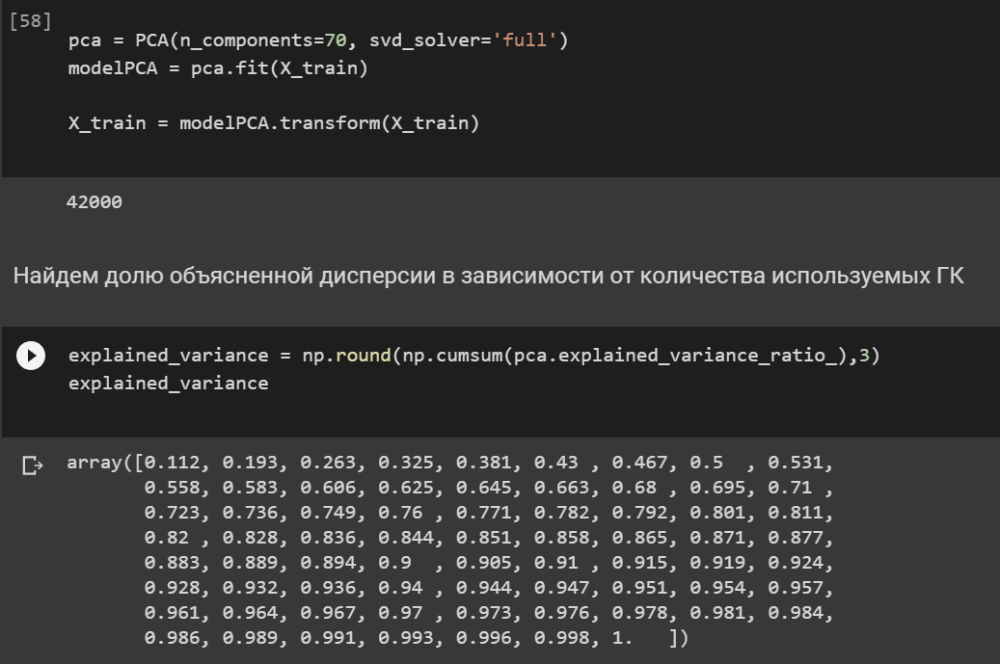 [58]
pca = PCA(n_components=70, svd_solver='full')
modelPCA = pca.fit(X_train)
X_train = modelPCA.transform(X_train)
42000
Найдем долю объясненной дисперсии в зависимости от количества используемых ГК
explained_variance = np.round(np.cumsum(pca.explained_variance_ratio_),3)
explained_variance
array([0.112, 0.193, 0.263, 0.325, 0.381, 0.43 , 0.467, 0.5  , 0.531,
0.558, 0.583, 0.606, 0.625, 0.645, 0.663, 0.68 , 0.695, 0.71 ,
0.723, 0.736, 0.749, 0.76 , 0.771, 0.782, 0.792, 0.801, 0.811,
0.82 , 0.828, 0.836, 0.844, 0.851, 0.858, 0.865, 0.871, 0.877,
0.883, 0.889, 0.894, 0.9  , 0.905, 0.91 , 0.915, 0.919, 0.924,
0.928, 0.932, 0.936, 0.94 , 0.944, 0.947, 0.951, 0.954, 0.957,
0.961, 0.964, 0.967, 0.97 , 0.973, 0.976, 0.978, 0.981, 0.984,
0.986, 0.989, 0.991, 0.993, 0.996, 0.998, 1.   ])